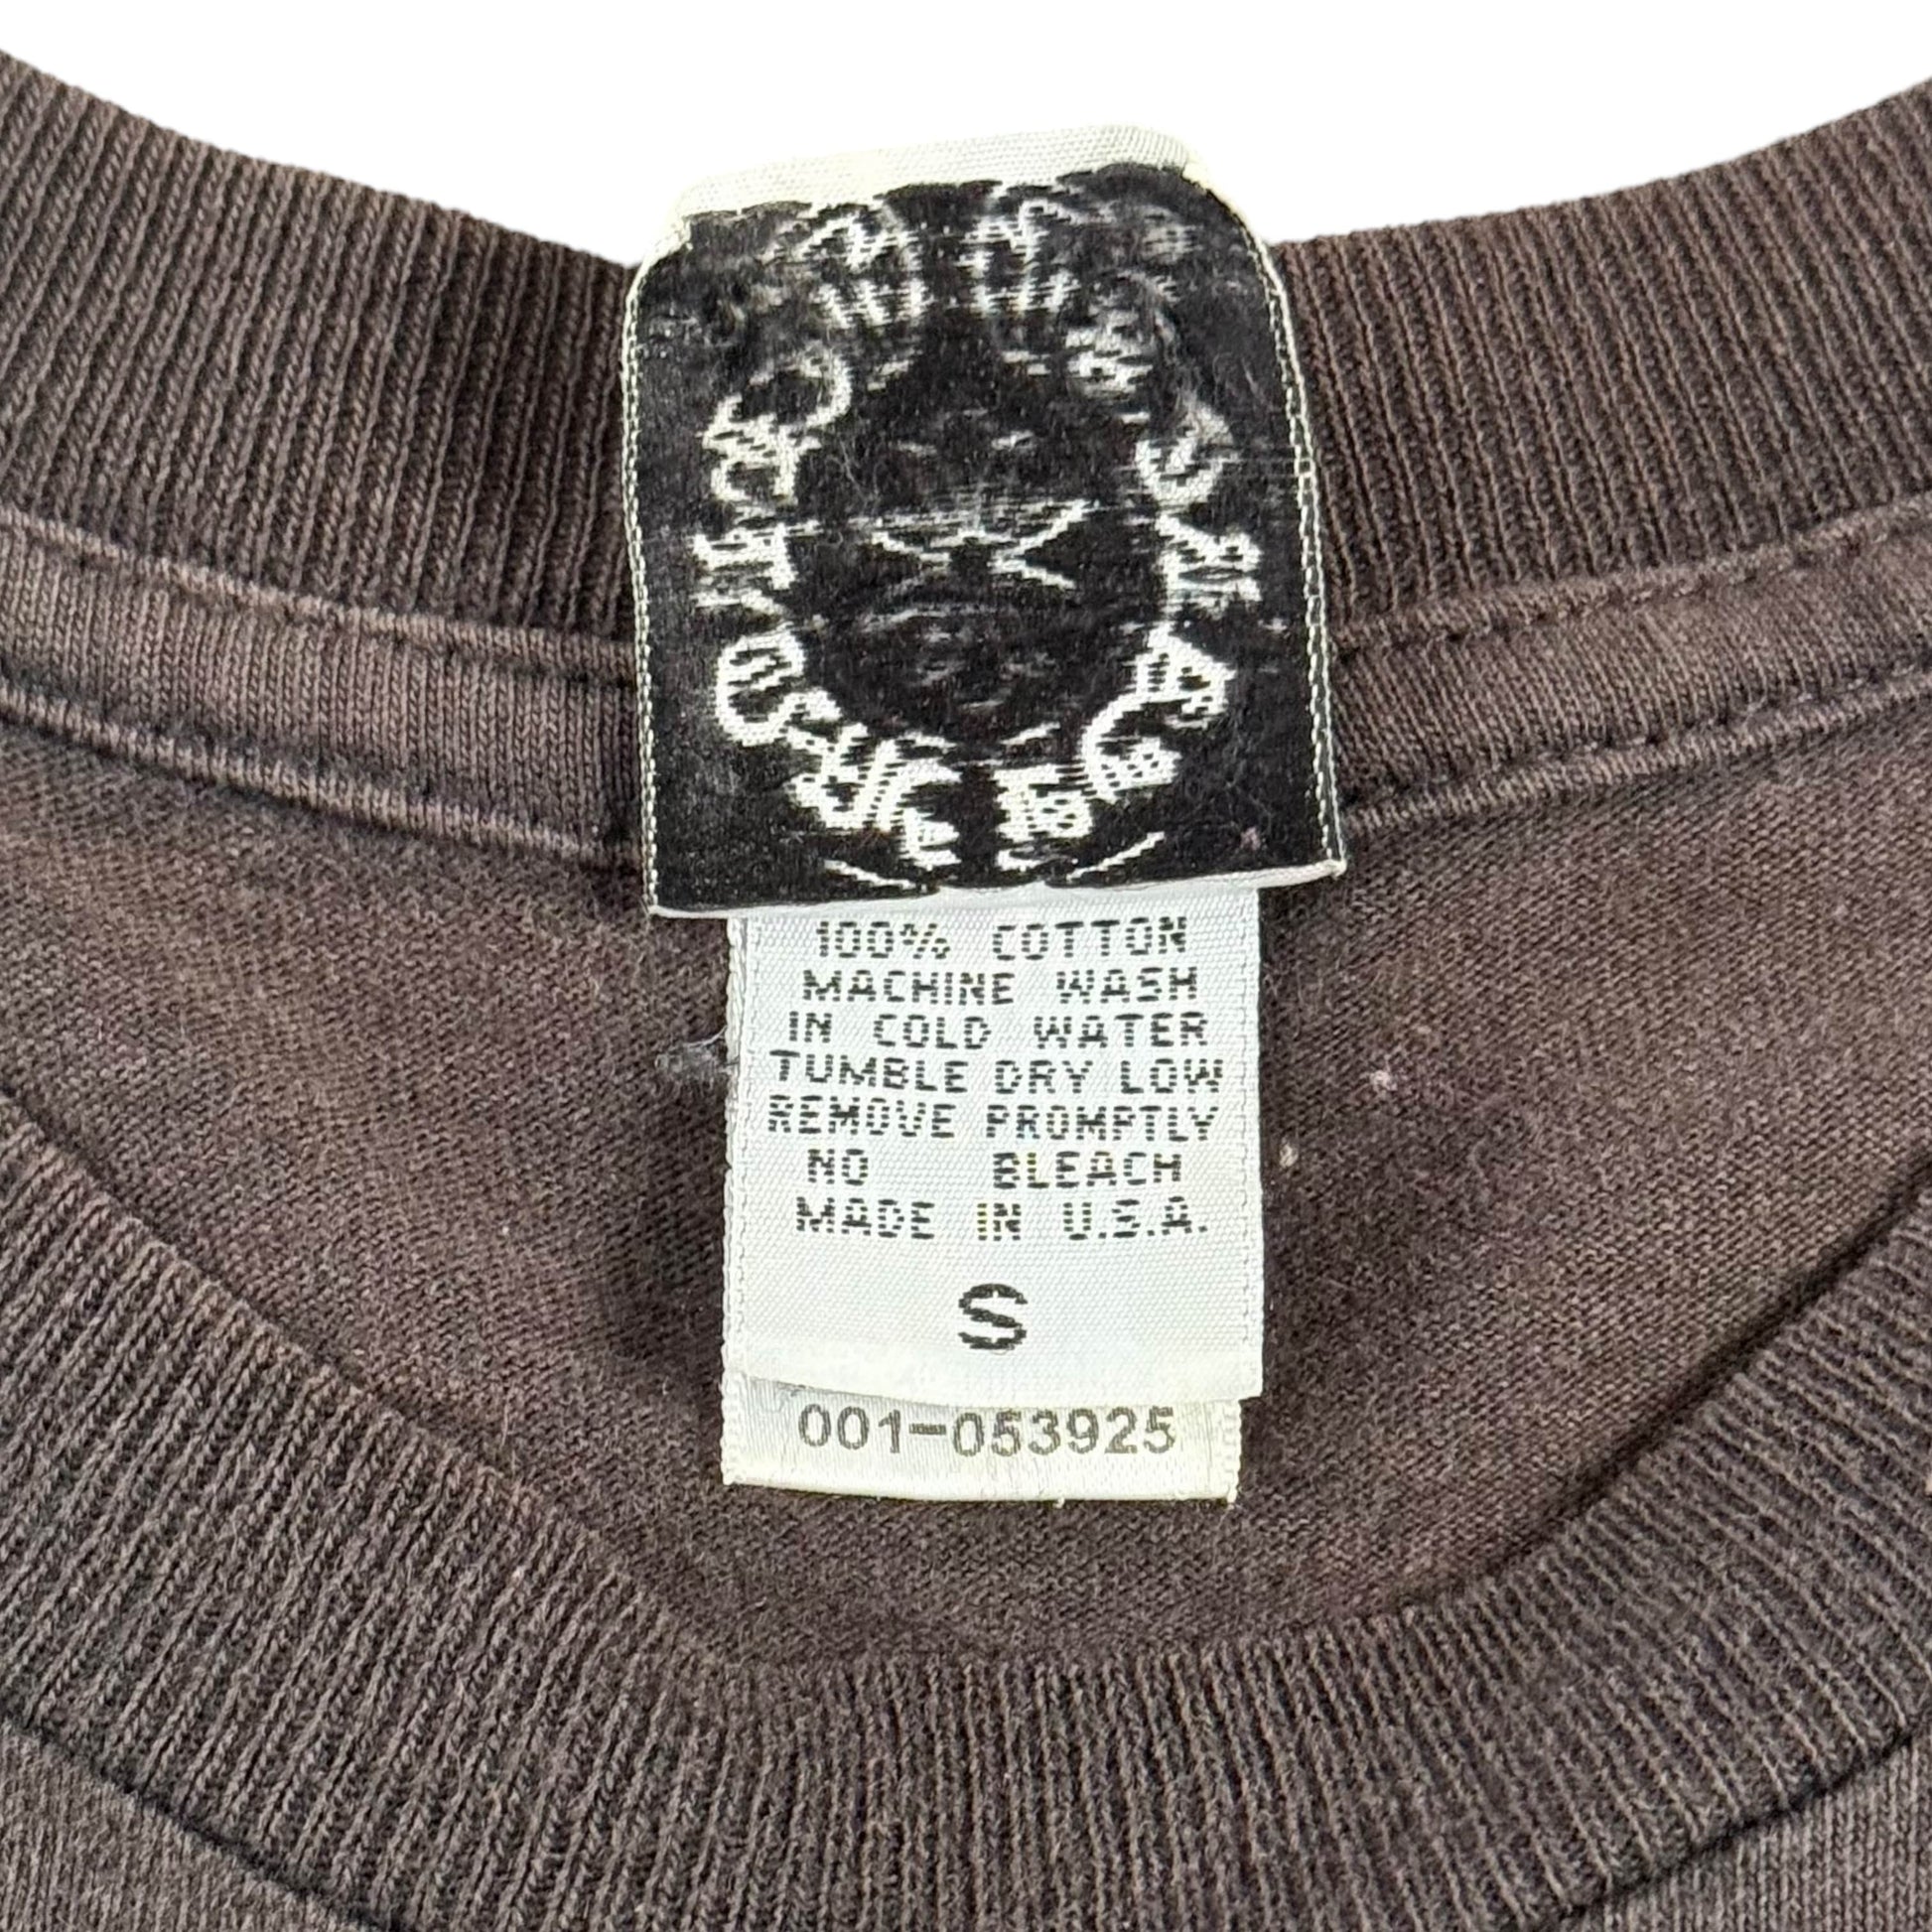 100% COTTON
MACHINE WASH
IN COLD WATER
TUMBLE DRY LOW
REMOVE PROMPTLY
NO BLEACH
MADE IN U.S.A.
S
001-053925